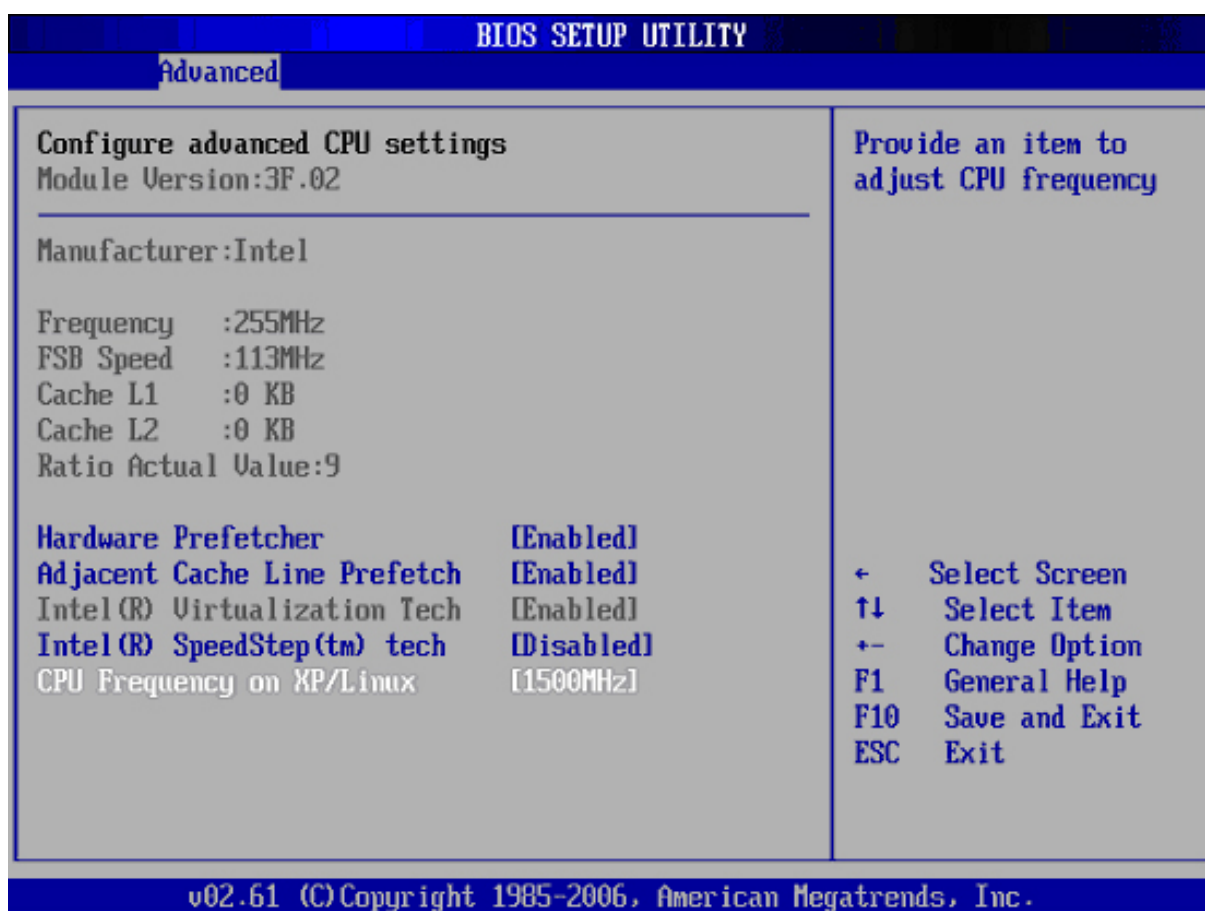 BIOS SETUP UTILITY
Advanced
Configure advanced CPU settings
Module Version:3F.02
Manufacturer:Intel
Frequency :255MHz
FSB Speed :113MHz
Cache L1 :0 KB
Cache L2 :0 KB
Ratio Actual Value:9
Hardware Prefetcher [Enabled]
Adjacent Cache Line Prefetch [Enabled]
Intel(R) Virtualization Tech [Enabled]
Intel(R) SpeedStep(tm) tech [Disabled]
CPU Frequency on XP/Linux [1500MHz]
Provide an item to
adjust CPU frequency
← Select Screen
↑↓ Select Item
+- Change Option
F1 General Help
F10 Save and Exit
ESC Exit
v02.61 (C)Copyright 1985-2006, American Megatrends, Inc.